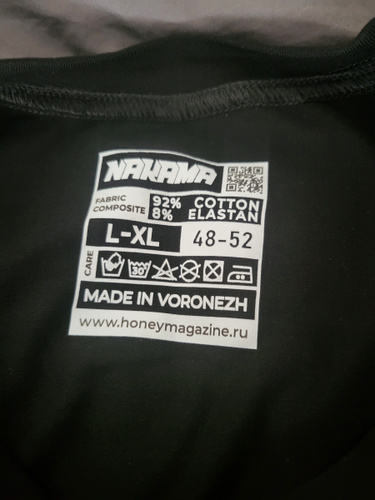 NAKAMA
FABRIC COMPOSITE
92% COTTON
8% ELASTAN
L-XL 48-52
CARE
30°
MADE IN VORONEZH
www.honeymagazine.ru